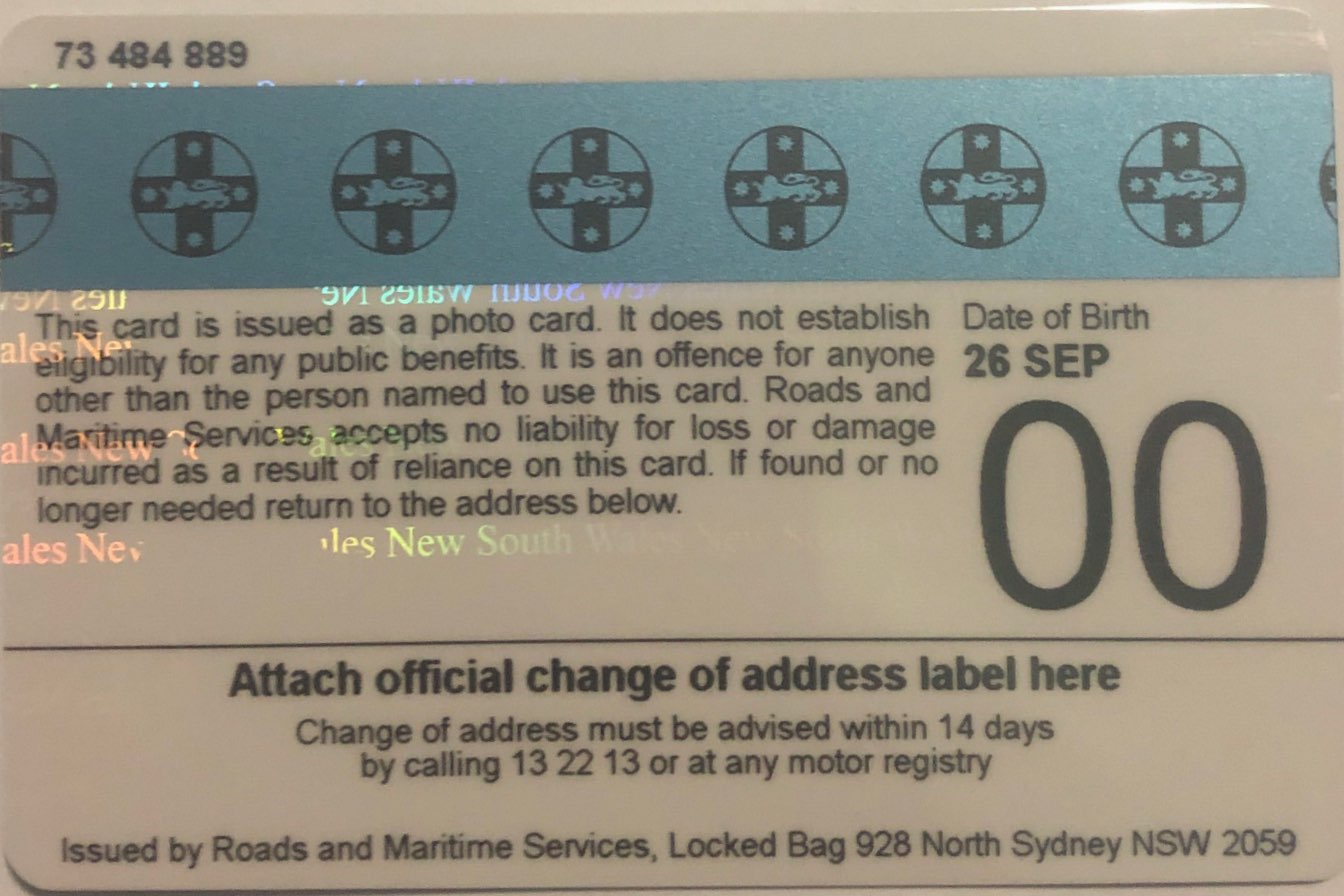 73 484 889
This card is issued as a photo card. It does not establish
eligibility for any public benefits. It is an offence for anyone
other than the person named to use this card. Roads and
Maritime Services accepts no liability for loss or damage
incurred as a result of reliance on this card. If found or no
longer needed return to the address below.
Date of Birth
26 SEP
00
ales New
ales New South Wales
Attach official change of address label here
Change of address must be advised within 14 days
by calling 13 22 13 or at any motor registry
Issued by Roads and Maritime Services, Locked Bag 928 North Sydney NSW 2059